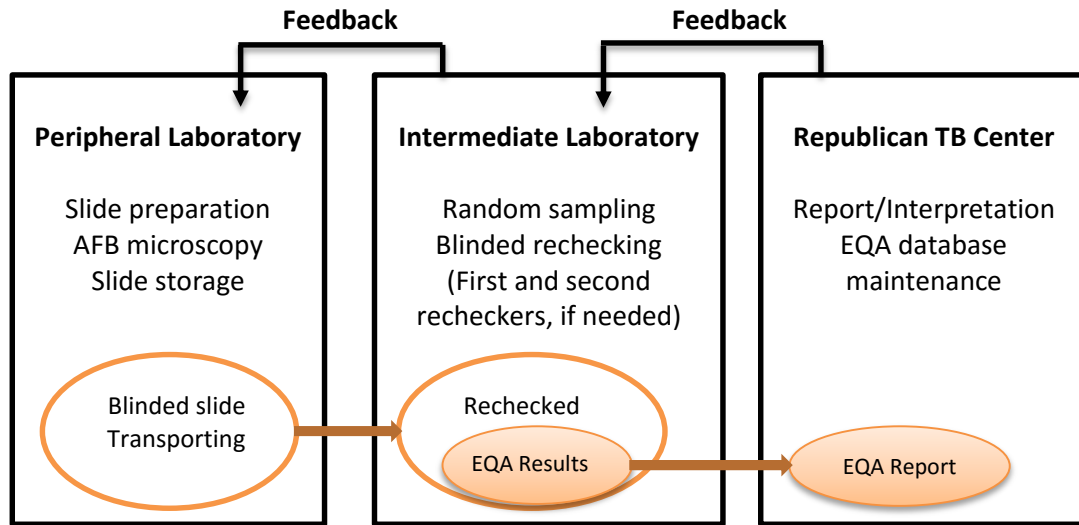 Feedback
Feedback
Peripheral Laboratory
Slide preparation
AFB microscopy
Slide storage
Blinded slide
Transporting
Intermediate Laboratory
Random sampling
Blinded rechecking
(First and second
recheckers, if needed)
Rechecked
EQA Results
Republican TB Center
Report/Interpretation
EQA database
maintenance
EQA Report